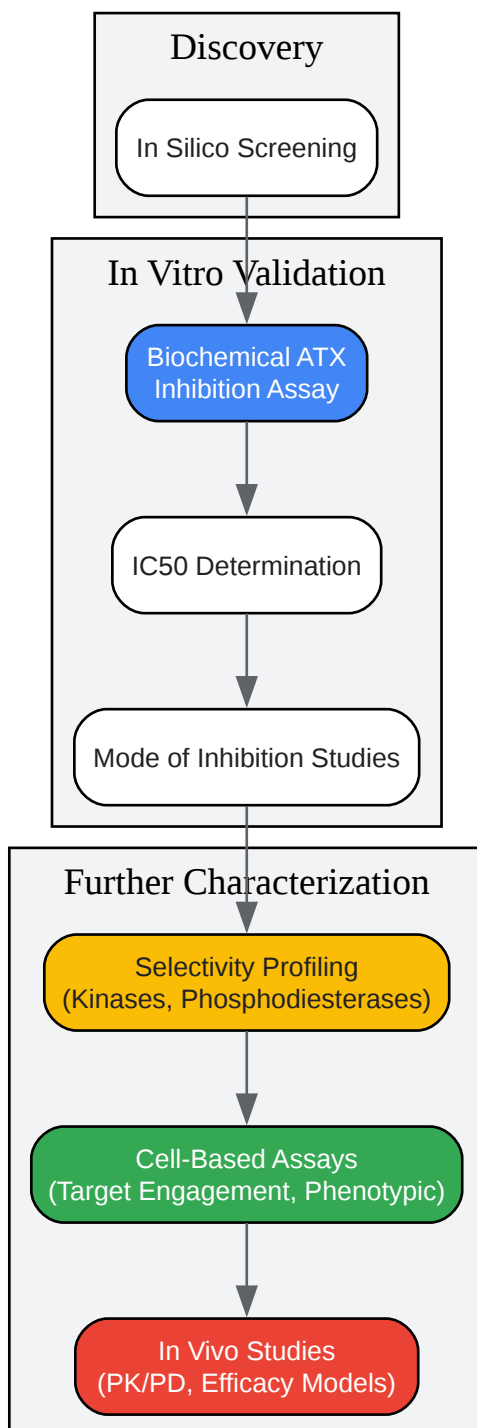 Discovery
In Silico Screening
In Vitro Validation
Biochemical ATX
Inhibition Assay
IC50 Determination
Mode of Inhibition Studies
Further Characterization
Selectivity Profiling
(Kinases, Phosphodiesterases)
Cell-Based Assays
(Target Engagement, Phenotypic)
In Vivo Studies
(PK/PD, Efficacy Models)